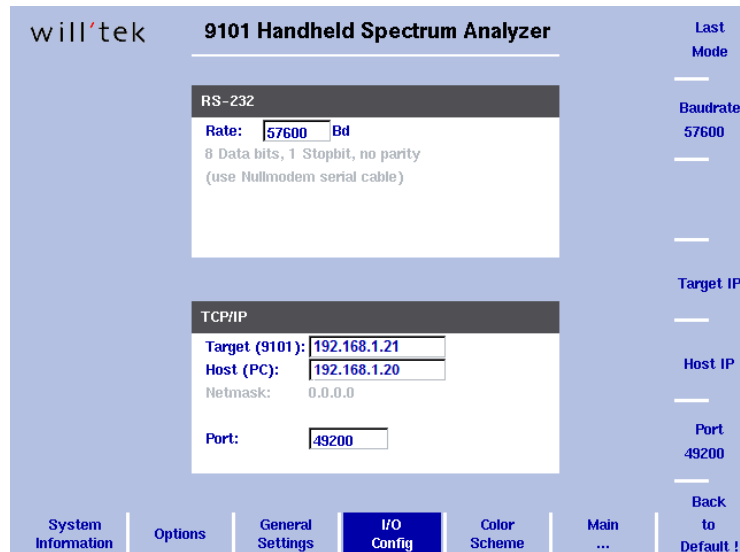 will'tek
9101 Handheld Spectrum Analyzer
Last
Mode
RS-232
Rate: 57600 Bd
8 Data bits, 1 Stopbit, no parity
(use Nullmodem serial cable)
Baudrate
57600
Target IP
TCP/IP
Target (9101): 192.168.1.21
Host (PC): 192.168.1.20
Netmask: 0.0.0.0
Port: 49200
Host IP
Port
49200
Back
to
Default !
System
Information
Options
General
Settings
I/O
Config
Color
Scheme
Main
...